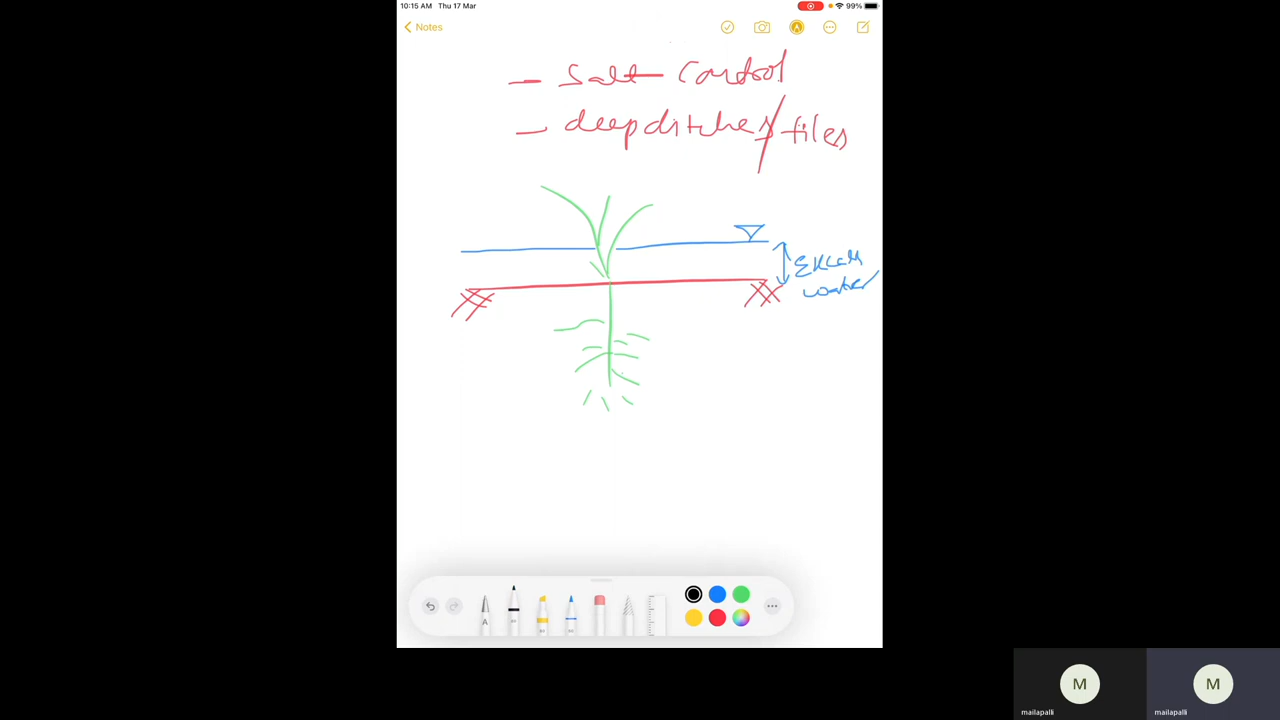 10:15 AM Thu 17 Mar
99%
Notes
- Salt control
- deep ditches/tiles
Excess
water
A
M
M
mailapalli
mailapalli